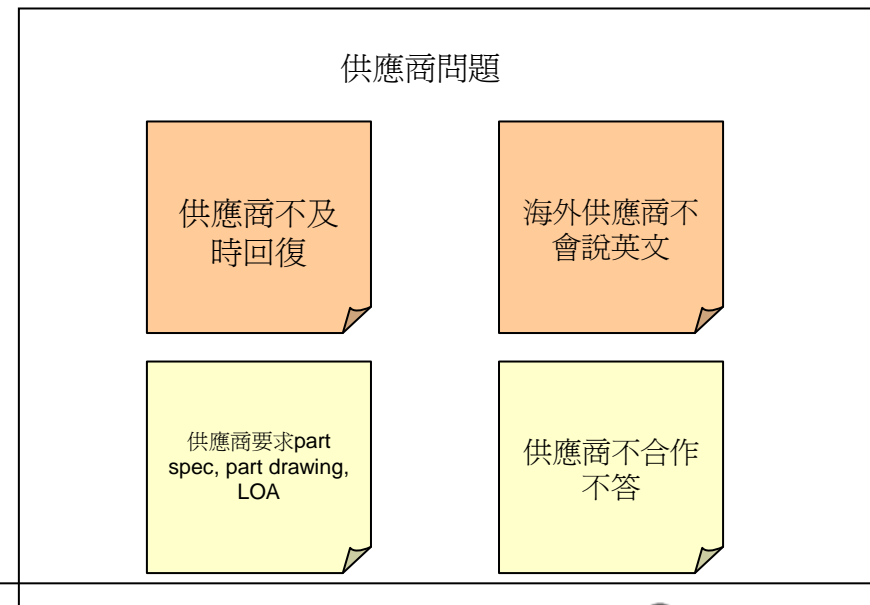 供應商問題
供應商不及
時回復
海外供應商不
會說英文
供應商要求part
spec, part drawing,
LOA
供應商不合作
不答